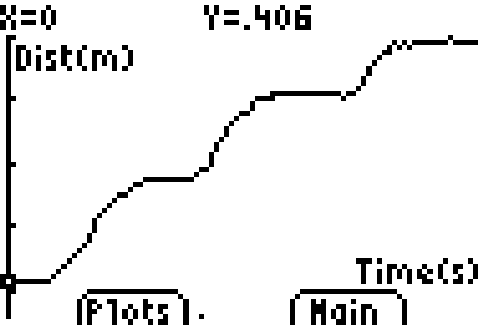 X=0 Y=.406
Dist(m)
Time(s)
Plots Main